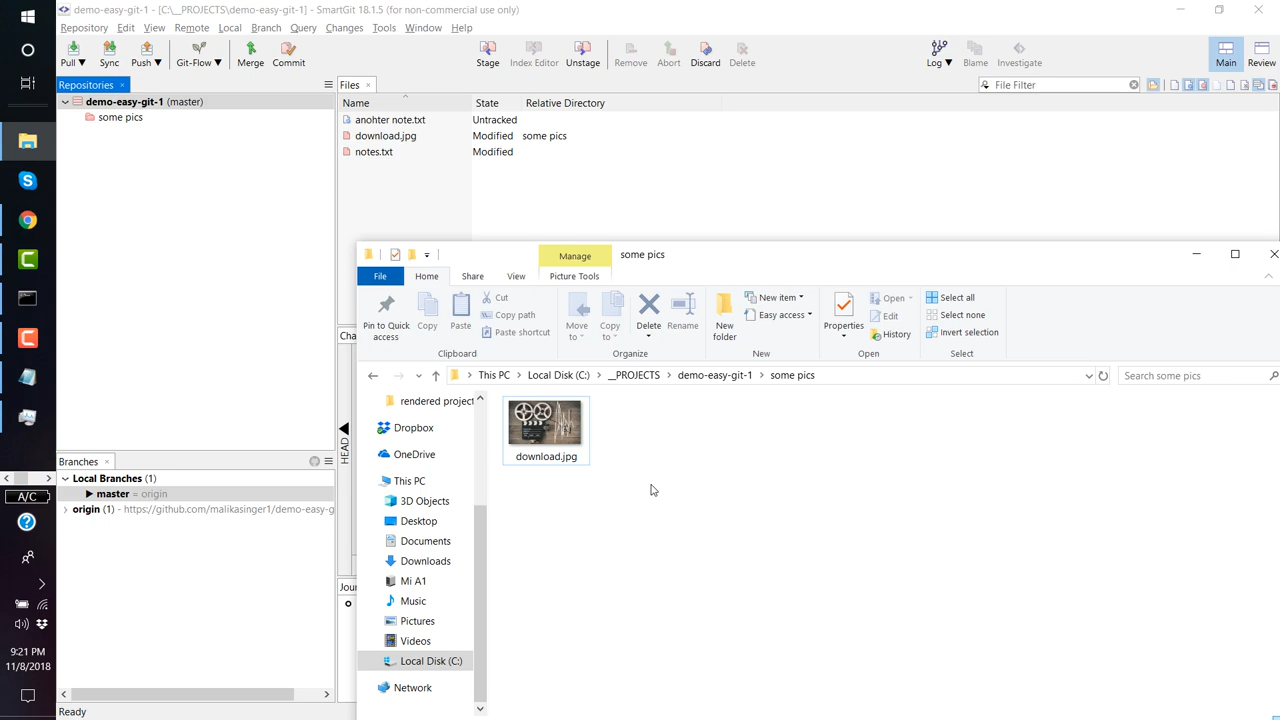 demo-easy-git-1 - [C:\__PROJECTS\demo-easy-git-1] - SmartGit 18.1.5 (for non-commercial use only)
Repository Edit View Remote Local Branch Query Changes Tools Window Help
Pull Sync Push Git-Flow Merge Commit Stage Index Editor Unstage Remove Abort Discard Delete Log Blame Investigate Main Review
Repositories
Files
File Filter
demo-easy-git-1 (master)
some pics
Name State Relative Directory
anohter note.txt Untracked
download.jpg Modified some pics
notes.txt Modified
Manage
some pics
File Home Share View Picture Tools
Pin to Quick access
Copy
Paste
Cut
Copy path
Paste shortcut
Move to
Copy to
Delete
Rename
New folder
New item
Easy access
Properties
Open
Edit
History
Select all
Select none
Invert selection
Clipboard Organize New Open Select
Cha
This PC Local Disk (C:) __PROJECTS demo-easy-git-1 some pics
Search some pics
rendered project
Dropbox
OneDrive
This PC
3D Objects
Desktop
Documents
Downloads
Mi A1
Music
Pictures
Videos
Local Disk (C:)
Network
download.jpg
HEAD
Branches
Local Branches (1)
master = origin
origin (1) - https://github.com/malikasinger1/demo-easy-g
Jour
A/C
9:21 PM
11/8/2018
Ready